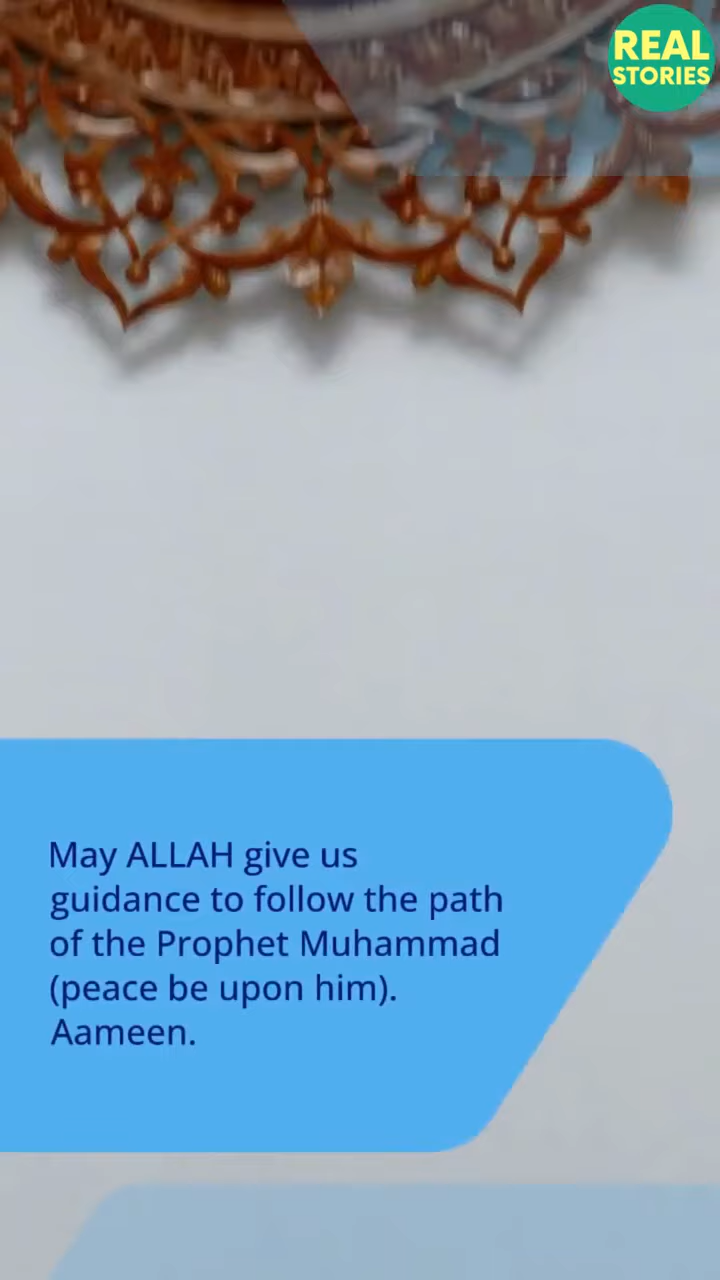 REAL
STORIES
May ALLAH give us
guidance to follow the path
of the Prophet Muhammad
(peace be upon him).
Aameen.